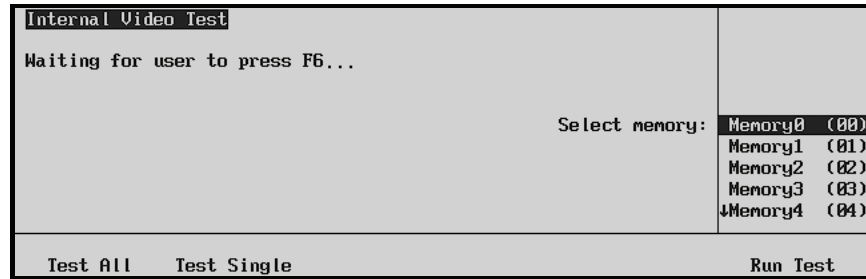 Internal Video Test
Waiting for user to press F6...
Select memory:
Memory0 (00)
Memory1 (01)
Memory2 (02)
Memory3 (03)
↓Memory4 (04)
Test All Test Single Run Test